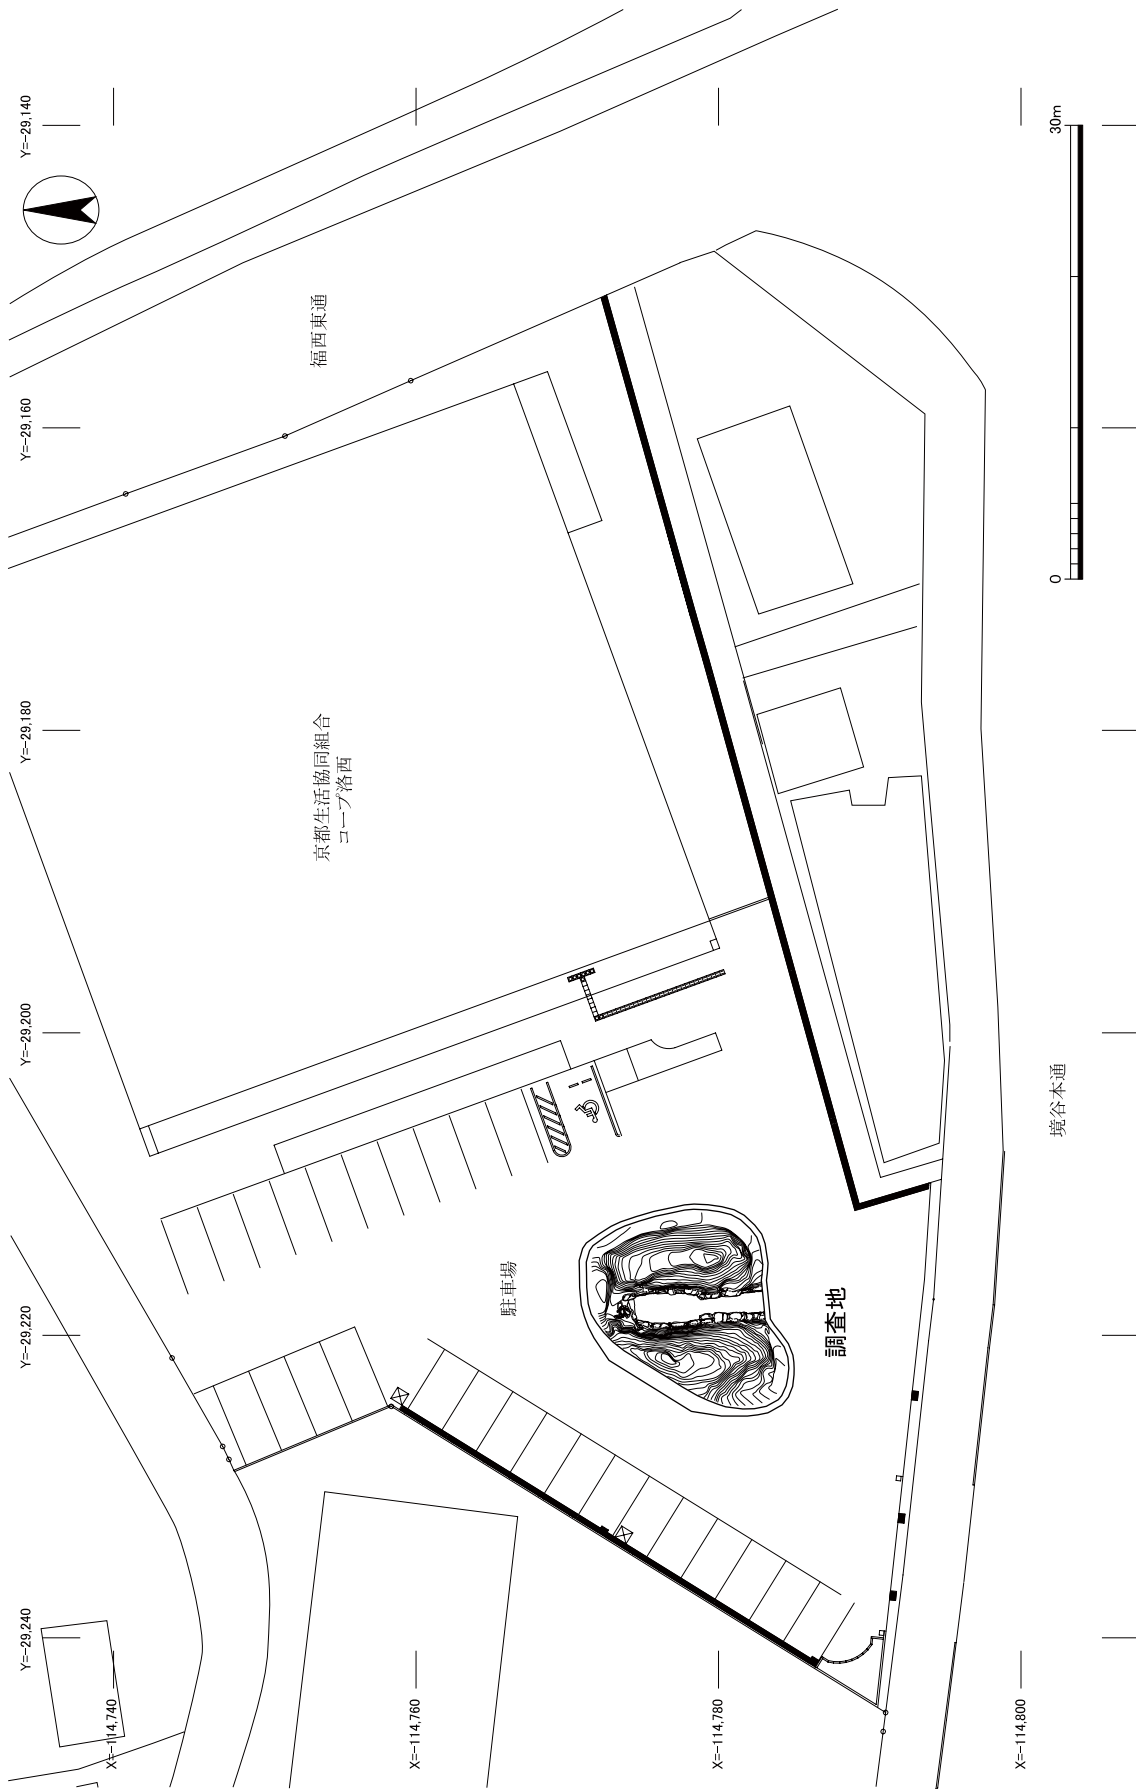 Y=-29,140
Y=-29,160
Y=-29,180
Y=-29,200
Y=-29,220
Y=-29,240
X=-114,740
X=-114,760
X=-114,780
X=-114,800
福西東通
京都生活協同組合
コープ洛西
駐車場
調査地
境谷本通
0
30m